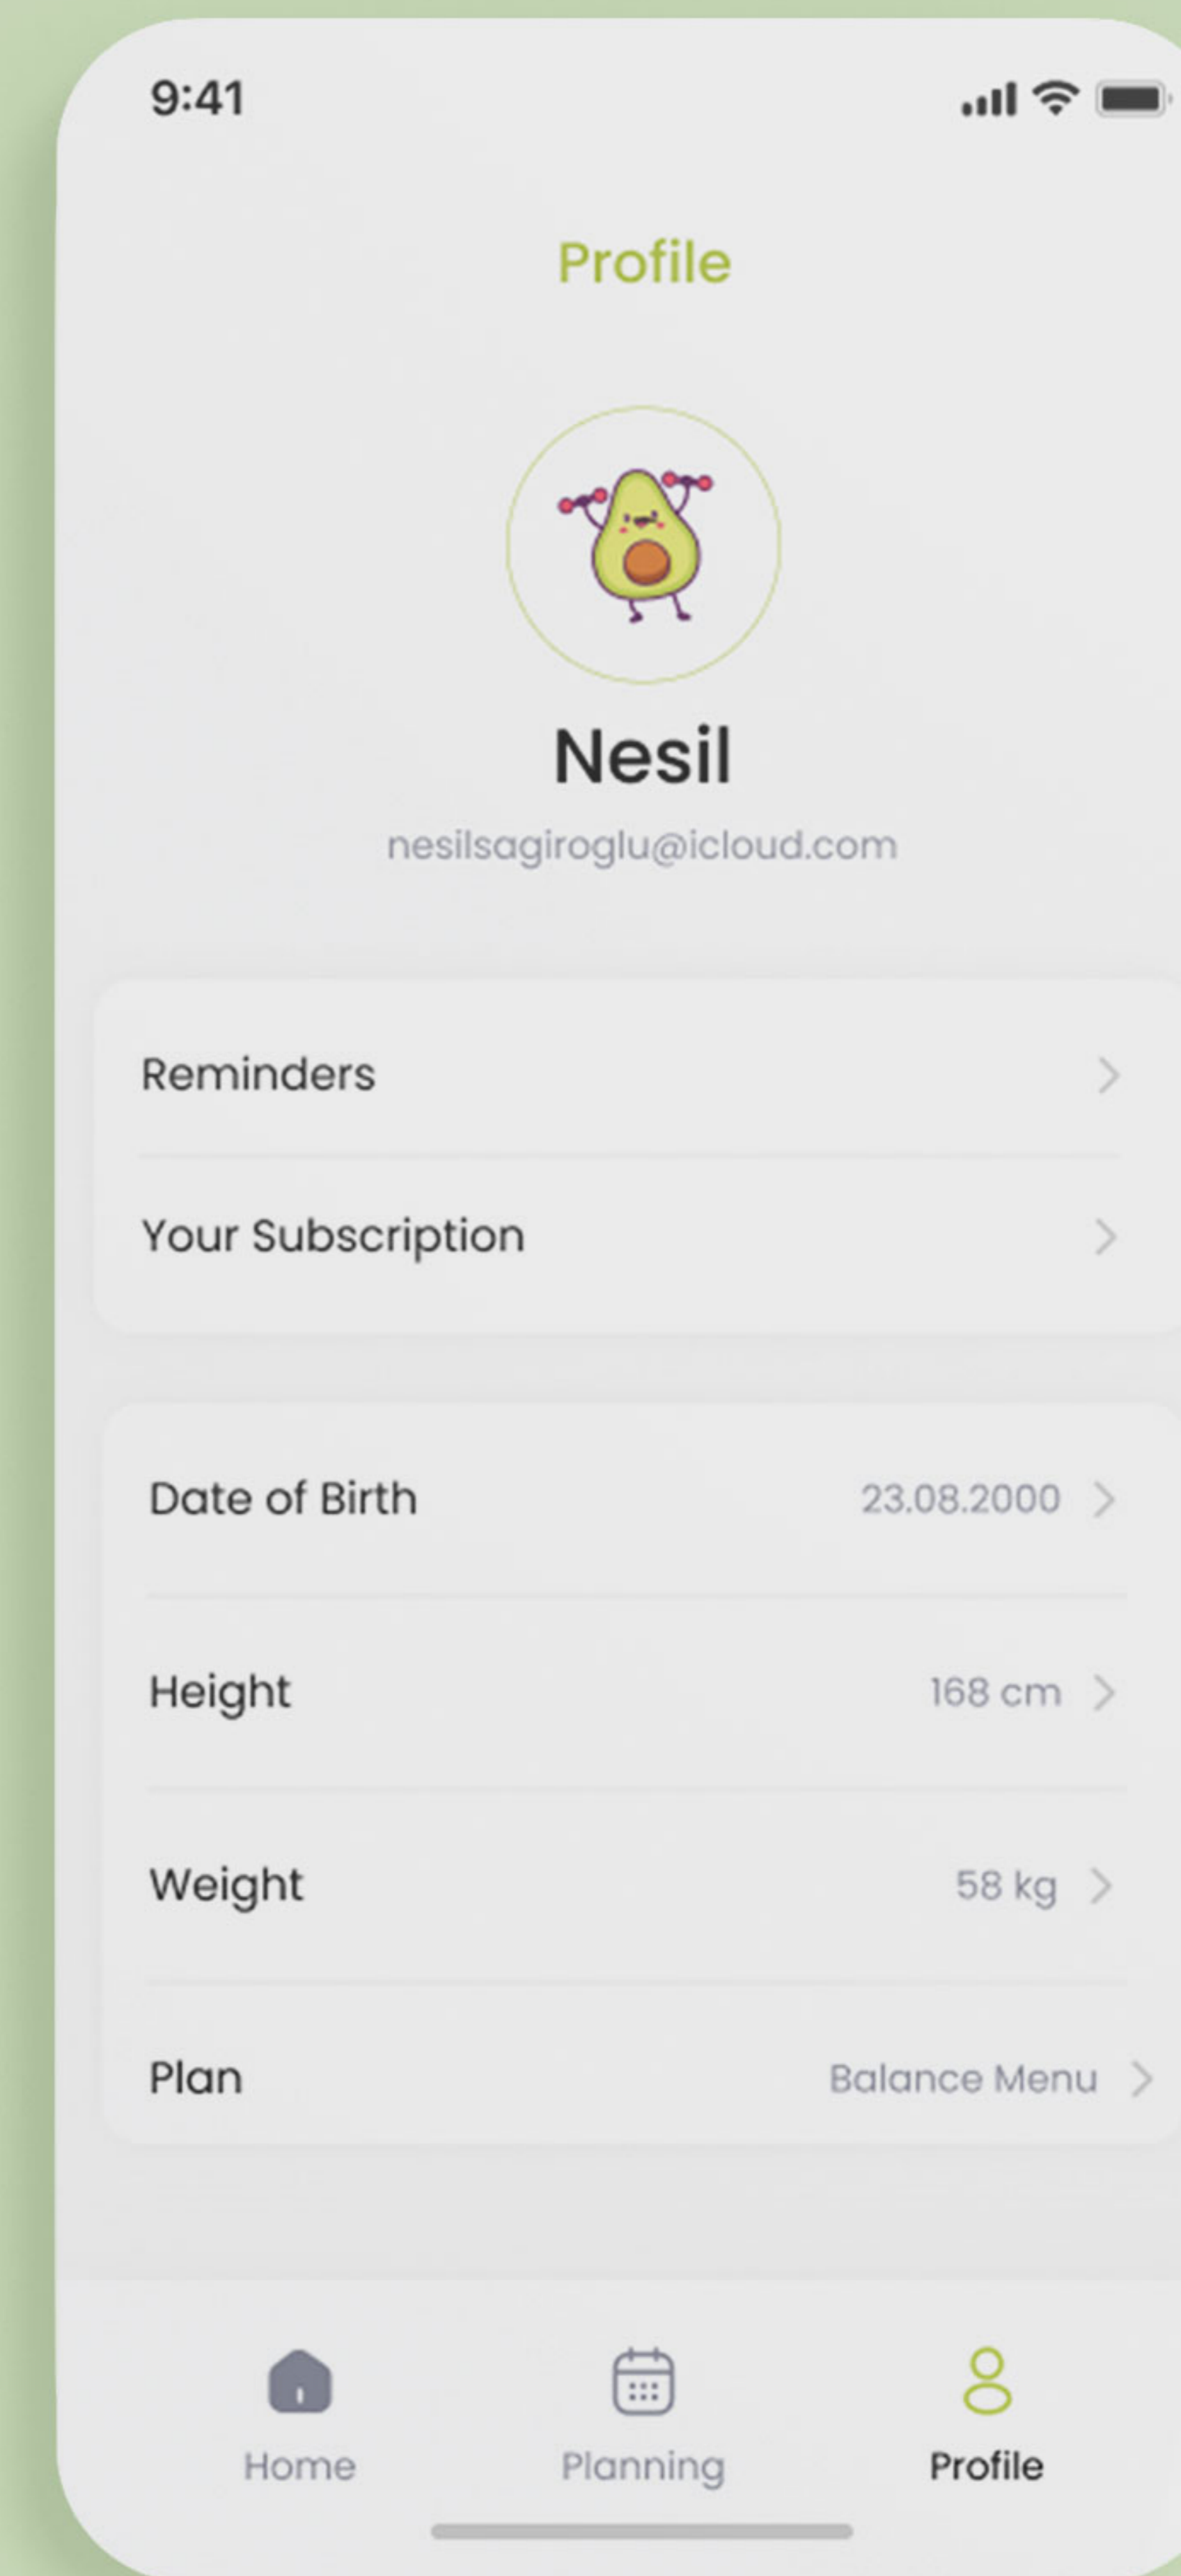 9:41
Profile
Nesil
nesilsagiroglu@icloud.com
Reminders
Your Subscription
Date of Birth 23.08.2000
Height 168 cm
Weight 58 kg
Plan Balance Menu
Home Planning Profile